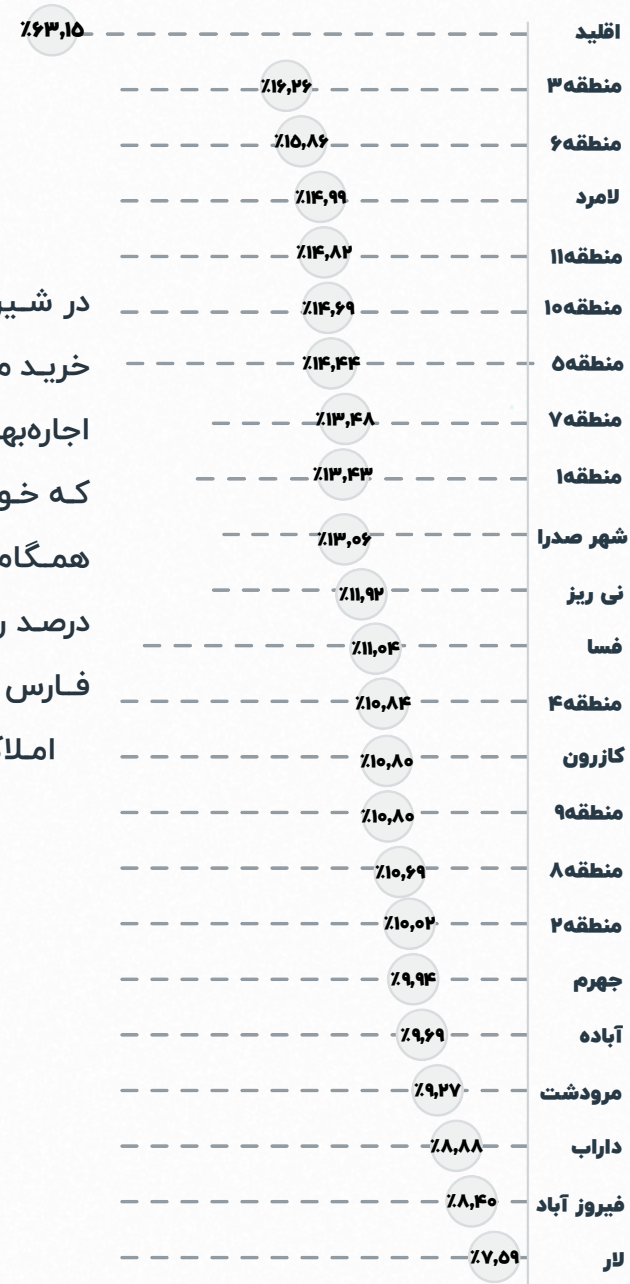 اقلید ٪۶۳,۱۵
منطقه۳ ٪۱۶,۲۶
منطقه۶ ٪۱۵,۸۶
لامرد ٪۱۴,۹۹
منطقه۱۱ ٪۱۴,۸۲
منطقه۱۰ ٪۱۴,۶۹
منطقه۵ ٪۱۴,۴۴
منطقه۷ ٪۱۳,۴۸
منطقه۱ ٪۱۳,۴۳
شهر صدرا ٪۱۳,۰۶
نی ریز ٪۱۱,۹۲
فسا ٪۱۱,۰۴
منطقه۴ ٪۱۰,۸۴
کازرون ٪۱۰,۸۰
منطقه۹ ٪۱۰,۸۰
منطقه۸ ٪۱۰,۶۹
منطقه۲ ٪۱۰,۰۲
جهرم ٪۹,۹۴
آباده ٪۹,۶۹
مرودشت ٪۹,۲۷
داراب ٪۸,۸۸
فیروز آباد ٪۸,۴۰
لار ٪۷,۵۹
در
خرید
که
درصد
فارس